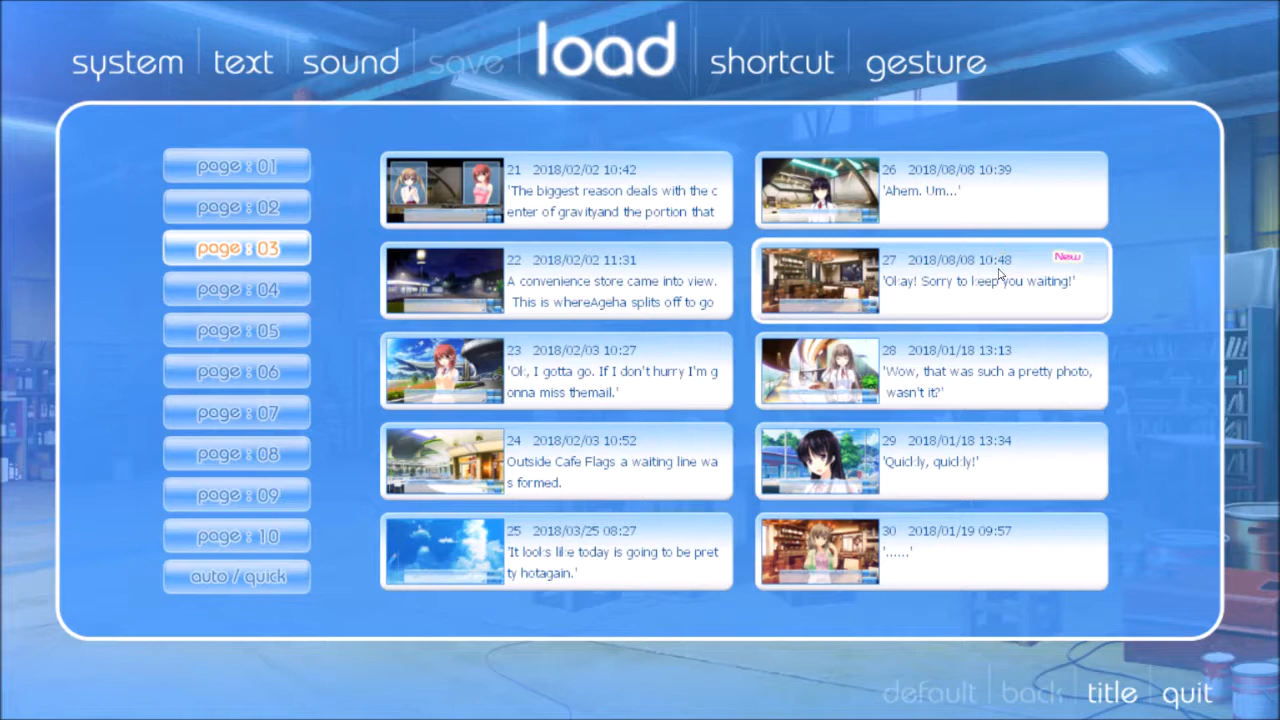 system text sound save load shortcut gesture
page : 01
page : 02
page : 03
page : 04
page : 05
page : 06
page : 07
page : 08
page : 09
page : 10
auto / quick
21 2018/02/02 10:42
'The biggest reason deals with the c
enter of gravityand the portion that
22 2018/02/02 11:31
A convenience store came into view.
This is whereAgeha splits off to go
23 2018/02/03 10:27
'Oh, I gotta go. If I don't hurry I'm g
onna miss themail.'
24 2018/02/03 10:52
Outside Cafe Flags a waiting line wa
s formed.
25 2018/03/25 08:27
'It looks like today is going to be pret
ty hotagain.'
26 2018/08/08 10:39
'Ahem. Um...'
27 2018/08/08 10:48 New
'Okay! Sorry to keep you waiting!'
28 2018/01/18 13:13
'Wow, that was such a pretty photo,
wasn't it?'
29 2018/01/18 13:34
'Quickly, quickly!'
30 2018/01/19 09:57
'......'
default back title quit